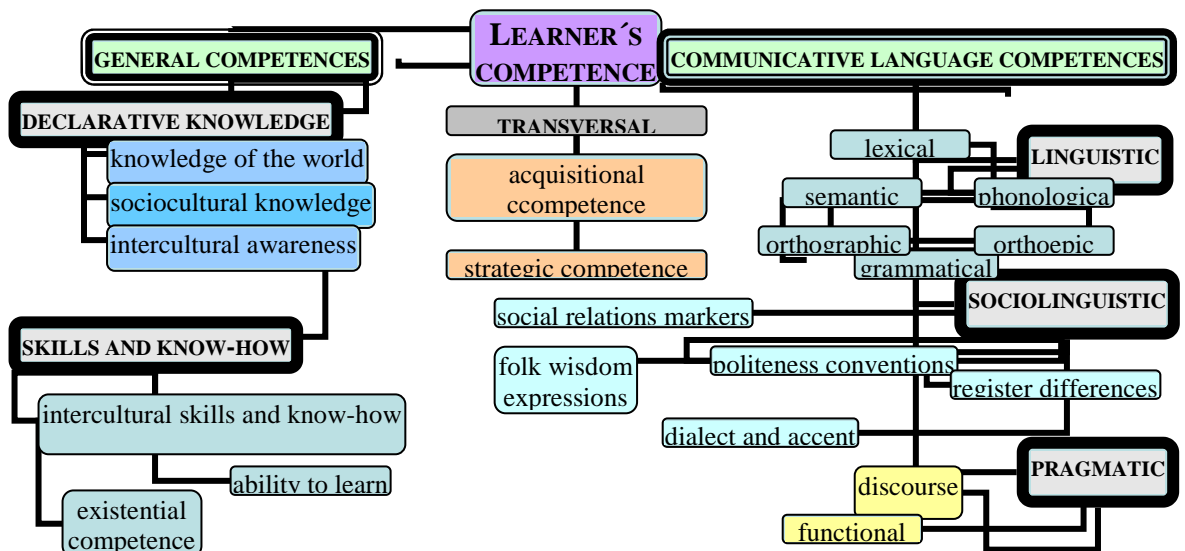 LEARNER´S
COMPETENCE
GENERAL COMPETENCES
DECLARATIVE KNOWLEDGE
knowledge of the world
sociocultural knowledge
intercultural awareness
SKILLS AND KNOW-HOW
intercultural skills and know-how
ability to learn
existential
competence
TRANSVERSAL
acquisitional
ccompetence
strategic competence
COMMUNICATIVE LANGUAGE COMPETENCES
LINGUISTIC
lexical
semantic
phonologica
orthographic
orthoepic
grammatical
SOCIOLINGUISTIC
social relations markers
folk wisdom
expressions
politeness conventions
register differences
dialect and accent
PRAGMATIC
discourse
functional